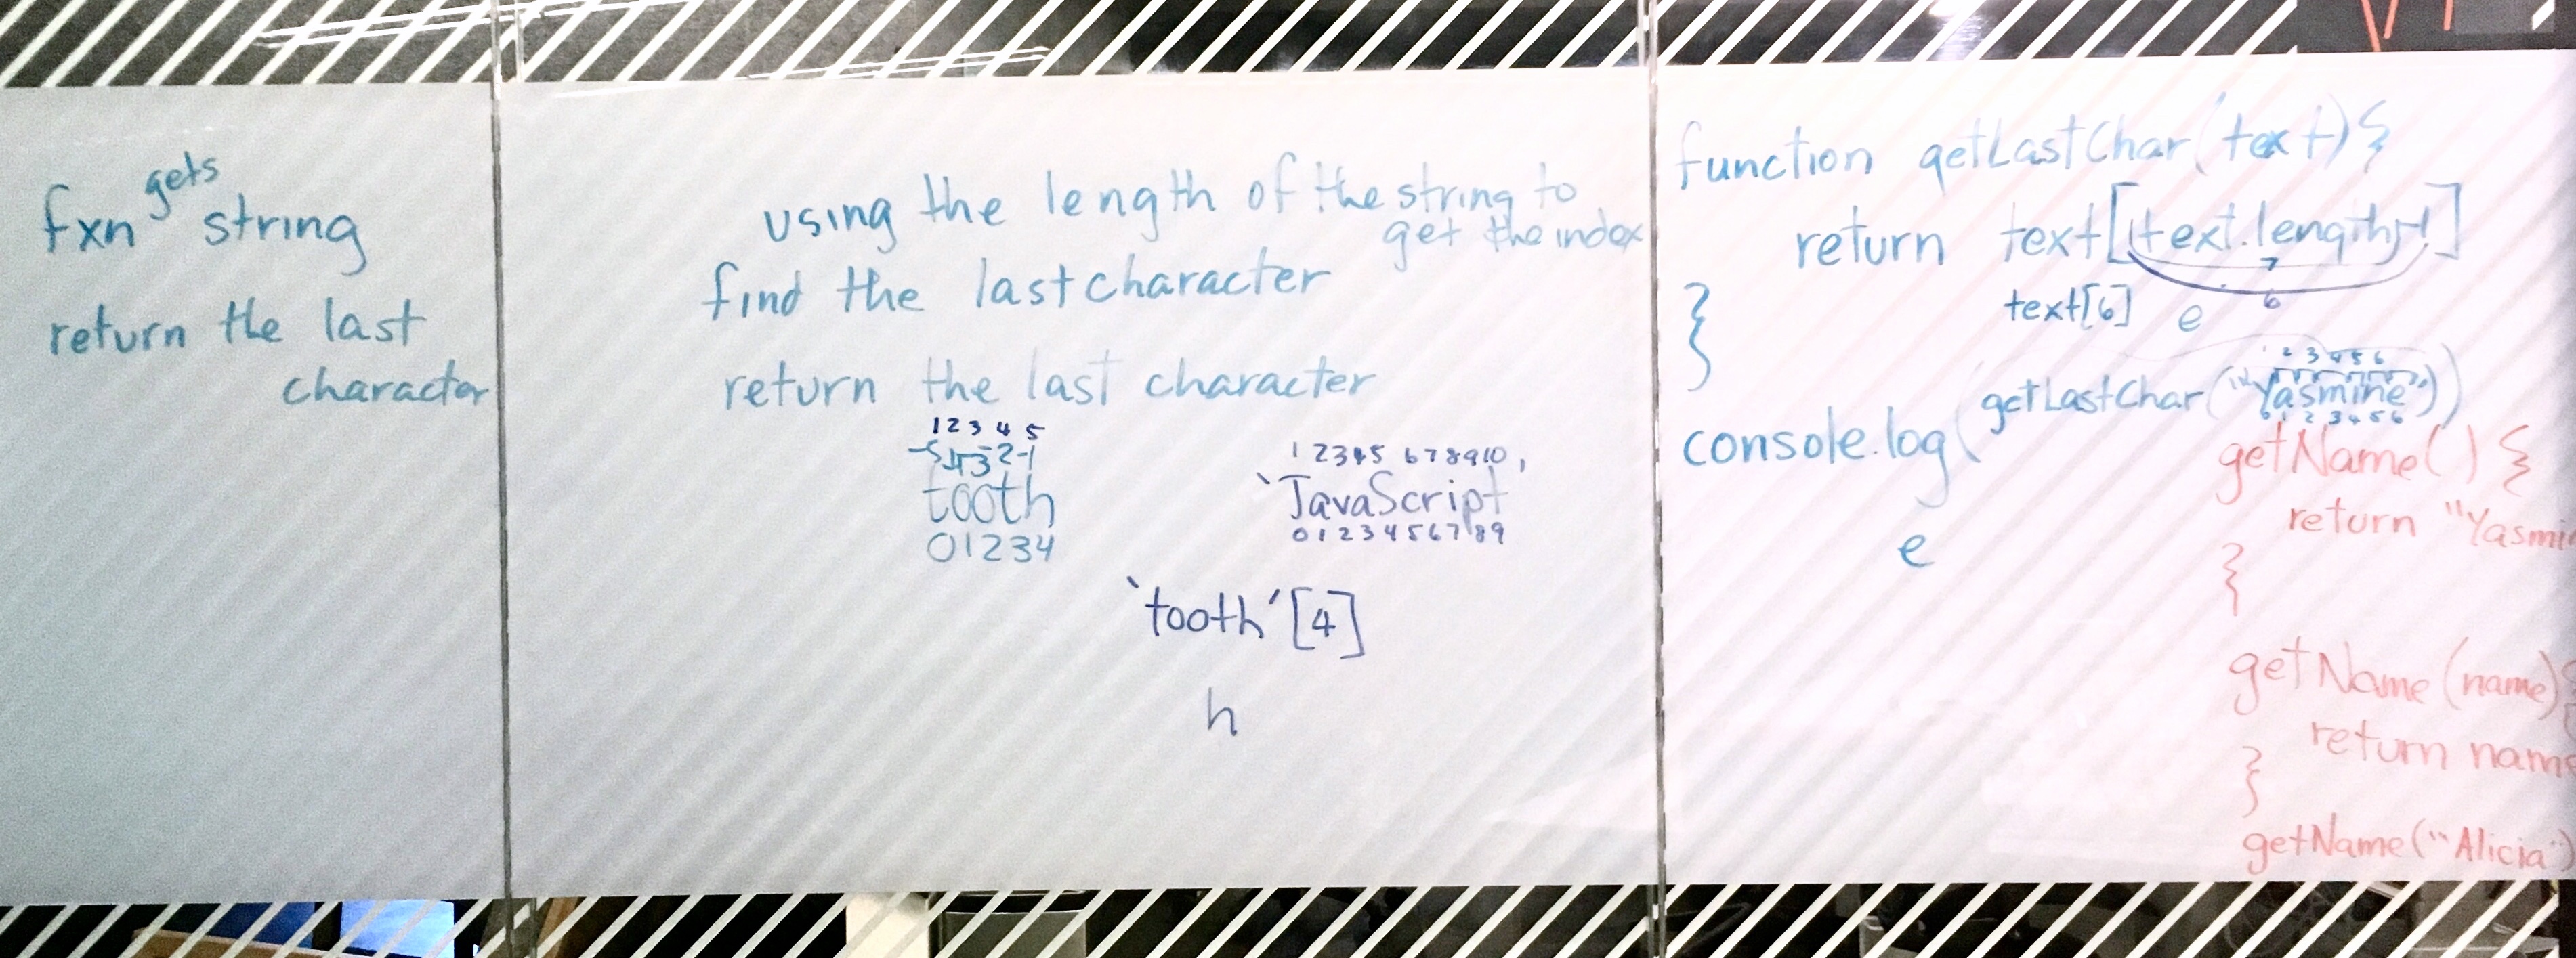 fxn gets string
return the last
character
using the length of the string to
get the index
find the last character
return the last character
1 2 3 4 5
-5 -4 -3 -2 -1
tooth
0 1 2 3 4
1 2 3 4 5 6 7 8 9 10
`JavaScript'
0 1 2 3 4 5 6 7 8 9
`tooth'[4]
h
function getLastChar(text){
return text[(text.length)-1]
7
6
text[6] e
}
1 2 3 4 5 6
console.log(getLastChar("Yasmine"))
0 1 2 3 4 5 6
e
getName() {
return "Yasmin
}
getName(name){
return name
}
getName("Alicia")